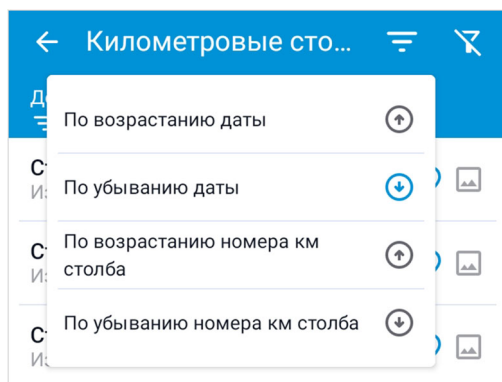 Километровые сто...
По возрастанию даты
По убыванию даты
По возрастанию номера км
столба
По убыванию номера км столба